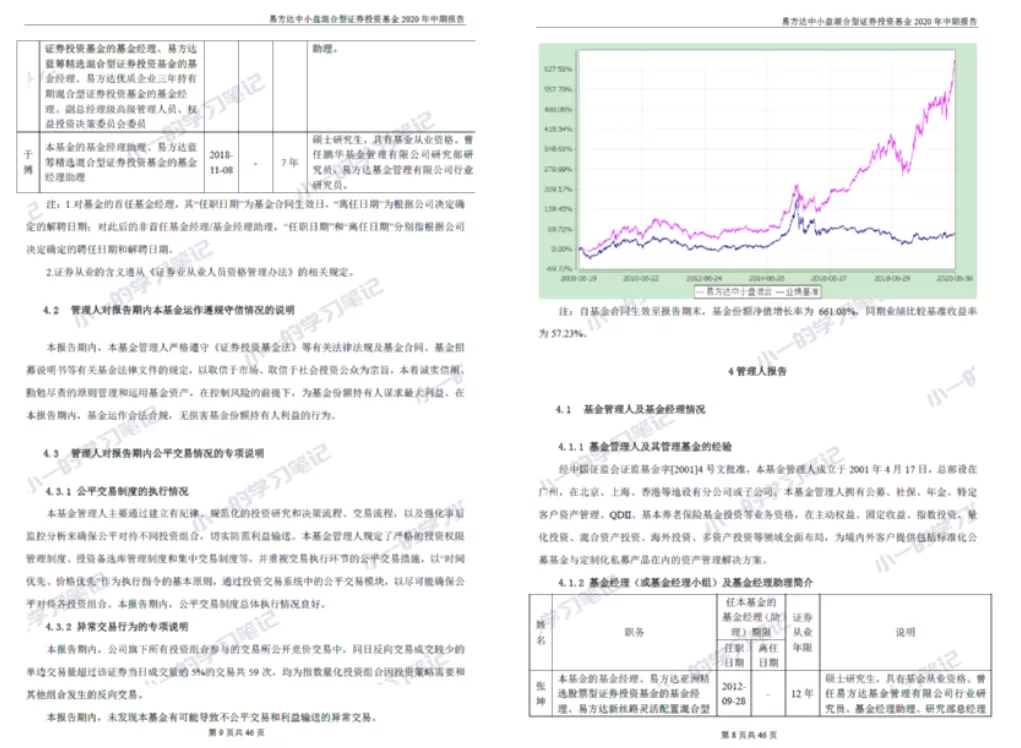 易方达中小盘混合型证券投资基金 2020 年中期报告
证券投资基金的基金经理、易方达
蓝筹精选混合型证券投资基金的基
金经理、易方达优质企业三年持有
期混合型证券投资基金的基金经
理、副总经理级高级管理人员、权
益投资决策委员会委员
助理。
于博
本基金的基金经理助理、易方达蓝
筹精选混合型证券投资基金的基金
经理助理
2018-
11-08
-
7 年
硕士研究生，具有基金从业资格。曾
任鹏华基金管理有限公司研究部研
究员，易方达基金管理有限公司行业
研究员。
注：1.对基金的首任基金经理，其“任职日期”为基金合同生效日，“离任日期”为根据公司决定确
定的解聘日期；对此后的非首任基金经理/基金经理助理，“任职日期”和“离任日期”分别指根据公司
决定确定的聘任日期和解聘日期。
2.证券从业的含义遵从《证券业从业人员资格管理办法》的相关规定。
4.2 管理人对报告期内本基金运作遵规守信情况的说明
本报告期内，本基金管理人严格遵守《证券投资基金法》等有关法律法规及基金合同、基金招
募说明书等有关基金法律文件的规定，以取信于市场、取信于社会投资公众为宗旨，本着诚实信用、
勤勉尽责的原则管理和运用基金资产，在控制风险的前提下，为基金份额持有人谋求最大利益。在
本报告期内，基金运作合法合规，无损害基金份额持有人利益的行为。
4.3 管理人对报告期内公平交易情况的专项说明
4.3.1 公平交易制度的执行情况
本基金管理人主要通过建立有纪律、规范化的投资研究和决策流程、交易流程，以及强化事后
监控分析来确保公平对待不同投资组合，切实防范利益输送。本基金管理人规定了严格的投资权限
管理制度、投资备选库管理制度和集中交易制度等，并重视交易执行环节的公平交易措施，以“时间
优先、价格优先”作为执行指令的基本原则，通过投资交易系统中的公平交易模块，以尽可能确保公
平对待各投资组合。本报告期内，公平交易制度总体执行情况良好。
4.3.2 异常交易行为的专项说明
本报告期内，公司旗下所有投资组合参与的交易所公开竞价交易中，同日反向交易成交较少的
单边交易量超过该证券当日成交量的 5%的交易共 59 次，均为指数量化投资组合因投资策略需要和
其他组合发生的反向交易。
本报告期内，未发现本基金有可能导致不公平交易和利益输送的异常交易。
第 9 页共 46 页
易方达中小盘混合型证券投资基金 2020 年中期报告
557.70%
488.06%
418.34%
348.61%
278.89%
209.17%
139.45%
69.72%
0.00%
-69.72%
2008-06-19
2010-06-22
2012-06-24
2014-06-25
2016-06-27
2018-06-29
2020-06-30
易方达中小盘混合 业绩基准
注：自基金合同生效至报告期末，基金份额净值增长率为 661.08%，同期业绩比较基准收益率
为 57.23%。
4 管理人报告
4.1 基金管理人及基金经理情况
4.1.1 基金管理人及其管理基金的经验
经中国证监会证监基金字[2001]4 号文批准，本基金管理人成立于 2001 年 4 月 17 日，总部设在
广州，在北京、上海、香港等地设有分公司或子公司。本基金管理人拥有公募、社保、年金、特定
客户资产管理、QDII、基本养老保险基金投资等业务资格，在主动权益、固定收益、指数投资、量
化投资、混合资产投资、海外投资、多资产投资等领域全面布局，为境内外客户提供包括标准化公
募基金与定制化私募产品在内的资产管理解决方案。
4.1.2 基金经理（或基金经理小组）及基金经理助理简介
姓名
职务
任本基金的
基金经理（助
理）期限
任职
日期
离任
日期
证券
从业
年限
说明
张坤
本基金的基金经理、易方达亚洲精
选股票型证券投资基金的基金经
理、易方达新丝路灵活配置混合型
2012-
09-28
-
12 年
硕士研究生，具有基金从业资格。曾
任易方达基金管理有限公司行业研
究员、基金经理助理、研究部总经理
第 8 页共 46 页
小一的学习笔记